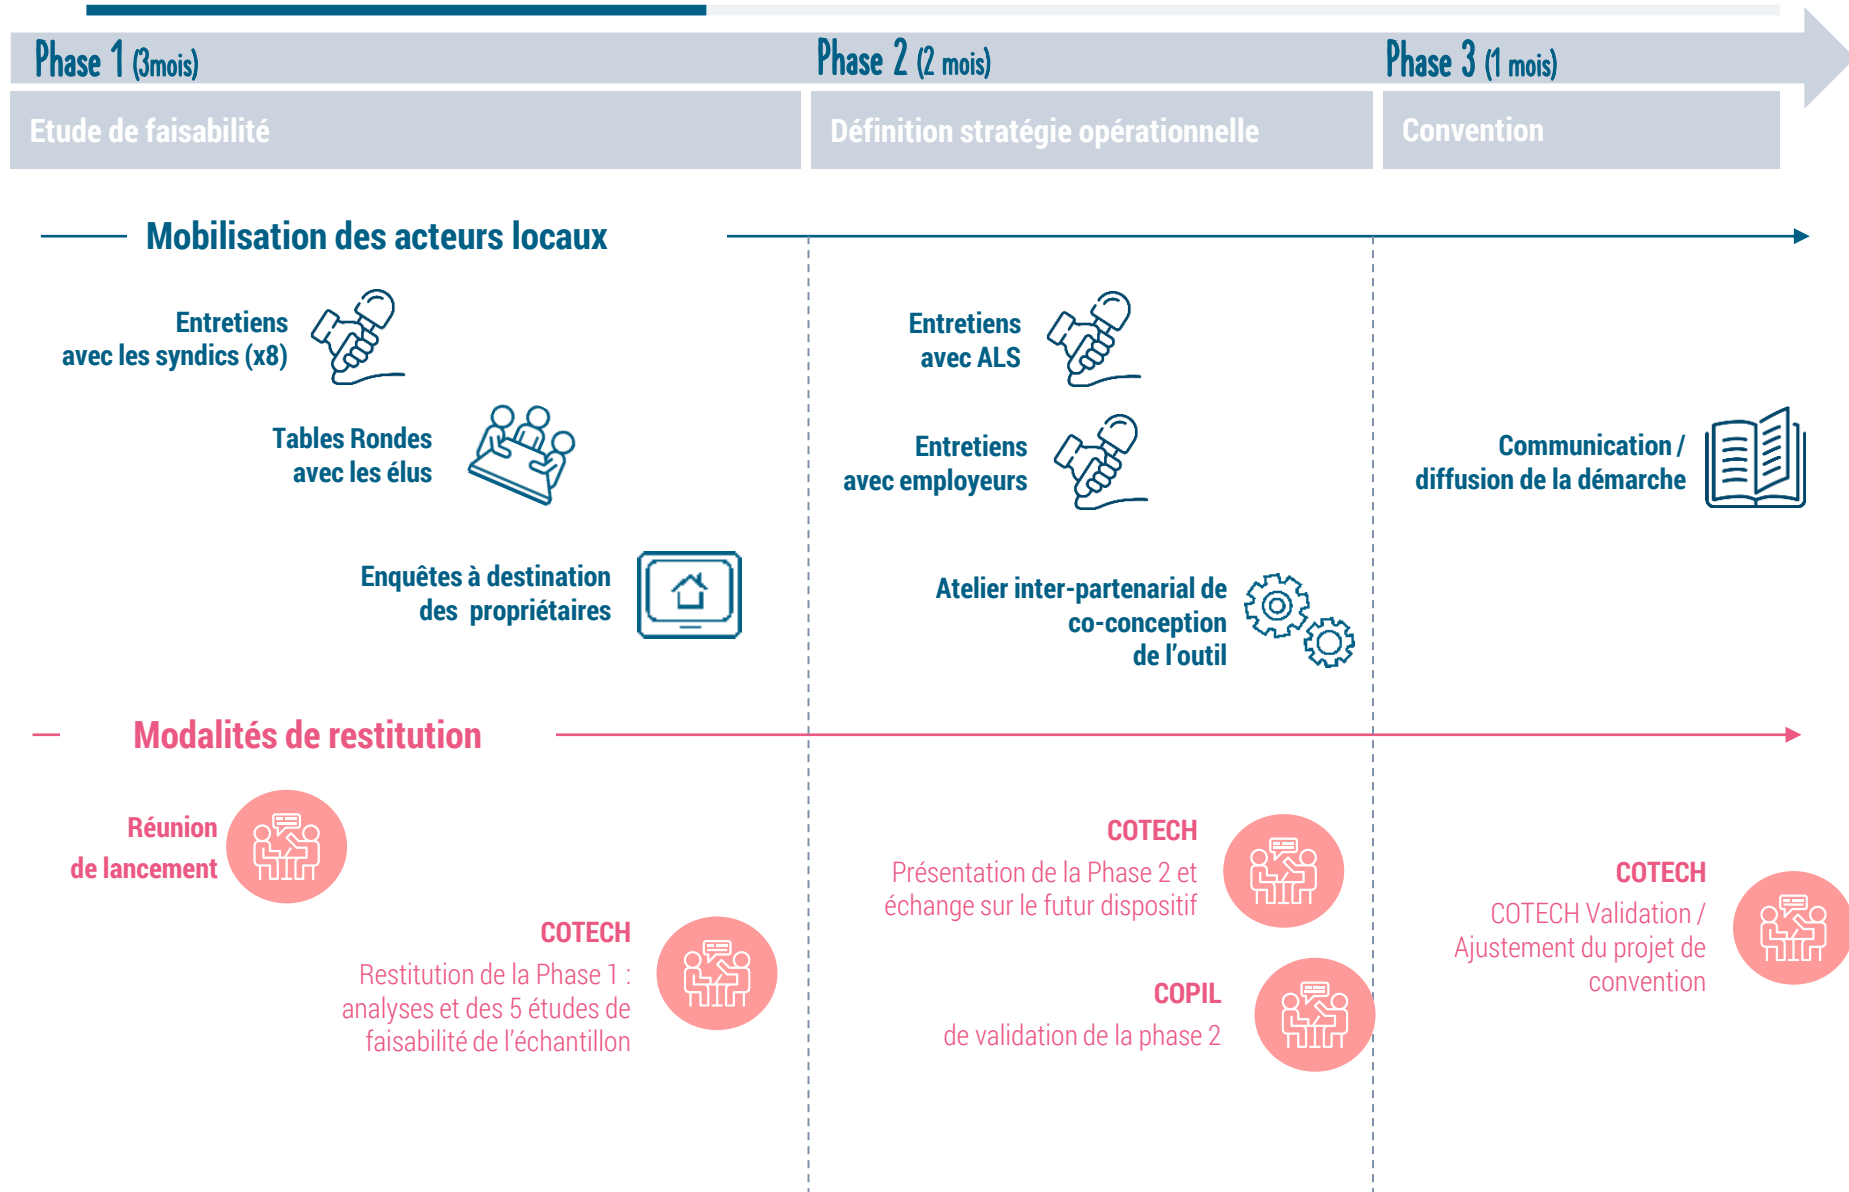 Phase 1 (3mois)
Phase 2 (2 mois)
Phase 3 (1 mois)
Etude de faisabilité
Définition stratégie opérationnelle
Convention
Mobilisation des acteurs locaux
Entretiens
avec les syndics (x8)
Tables Rondes
avec les élus
Enquêtes à destination
des propriétaires
Entretiens
avec ALS
Entretiens
avec employeurs
Atelier inter-partenarial de
co-conception
de l'outil
Communication /
diffusion de la démarche
Modalités de restitution
Réunion
de lancement
COTECH
Restitution de la Phase 1 :
analyses et des 5 études de
faisabilité de l'échantillon
COTECH
Présentation de la Phase 2 et
échange sur le futur dispositif
COPIL
de validation de la phase 2
COTECH
COTECH Validation /
Ajustement du projet de
convention